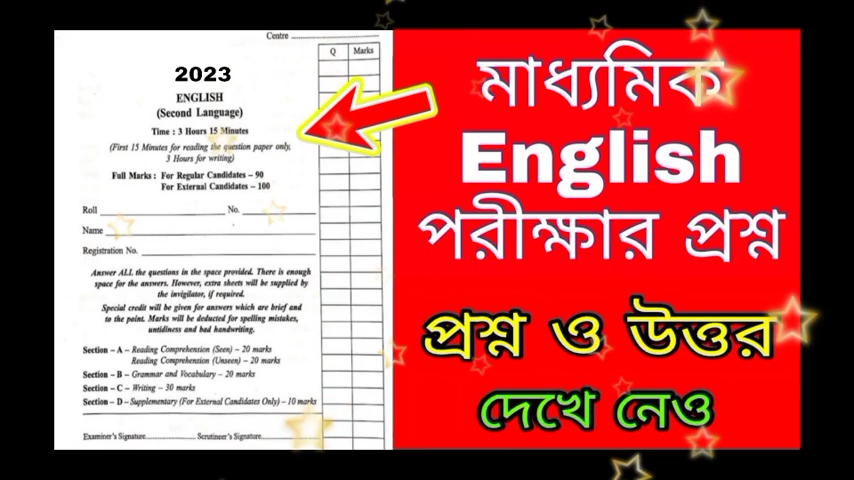 Centre
Q Marks
2023
ENGLISH
(Second Language)
Time : 3 Hours 15 Minutes
(First 15 Minutes for reading the question paper only,
3 Hours for writing)
Full Marks : For Regular Candidates – 90
For External Candidates – 100
Roll No.
Name
Registration No.
Answer ALL the questions in the space provided. There is enough
space for the answers. However, extra sheets will be supplied by
the invigilator, if required.
Special credit will be given for answers which are brief and
to the point. Marks will be deducted for spelling mistakes,
untidiness and bad handwriting.
Section – A – Reading Comprehension (Seen) – 20 marks
Reading Comprehension (Unseen) – 20 marks
Section – B – Grammar and Vocabulary – 20 marks
Section – C – Writing – 30 marks
Section – D – Supplementary (For External Candidates Only) – 10 marks
Examiner's Signature Scrutineer's Signature
মাধ্যমিক
English
পরীক্ষার প্রশ্ন
প্রশ্ন ও উত্তর
দেখে নেও